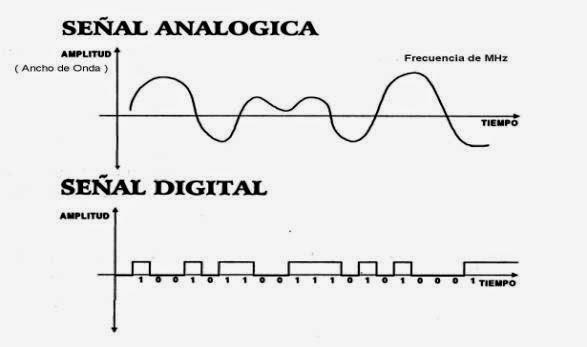 SEÑAL ANALOGICA
AMPLITUD
( Ancho de Onda )
Frecuencia de MHz
TIEMPO
SEÑAL DIGITAL
AMPLITUD
1 0 0 1 0 1 1 0 0 1 1 1 0 1 0 1 0 0 0 1
TIEMPO